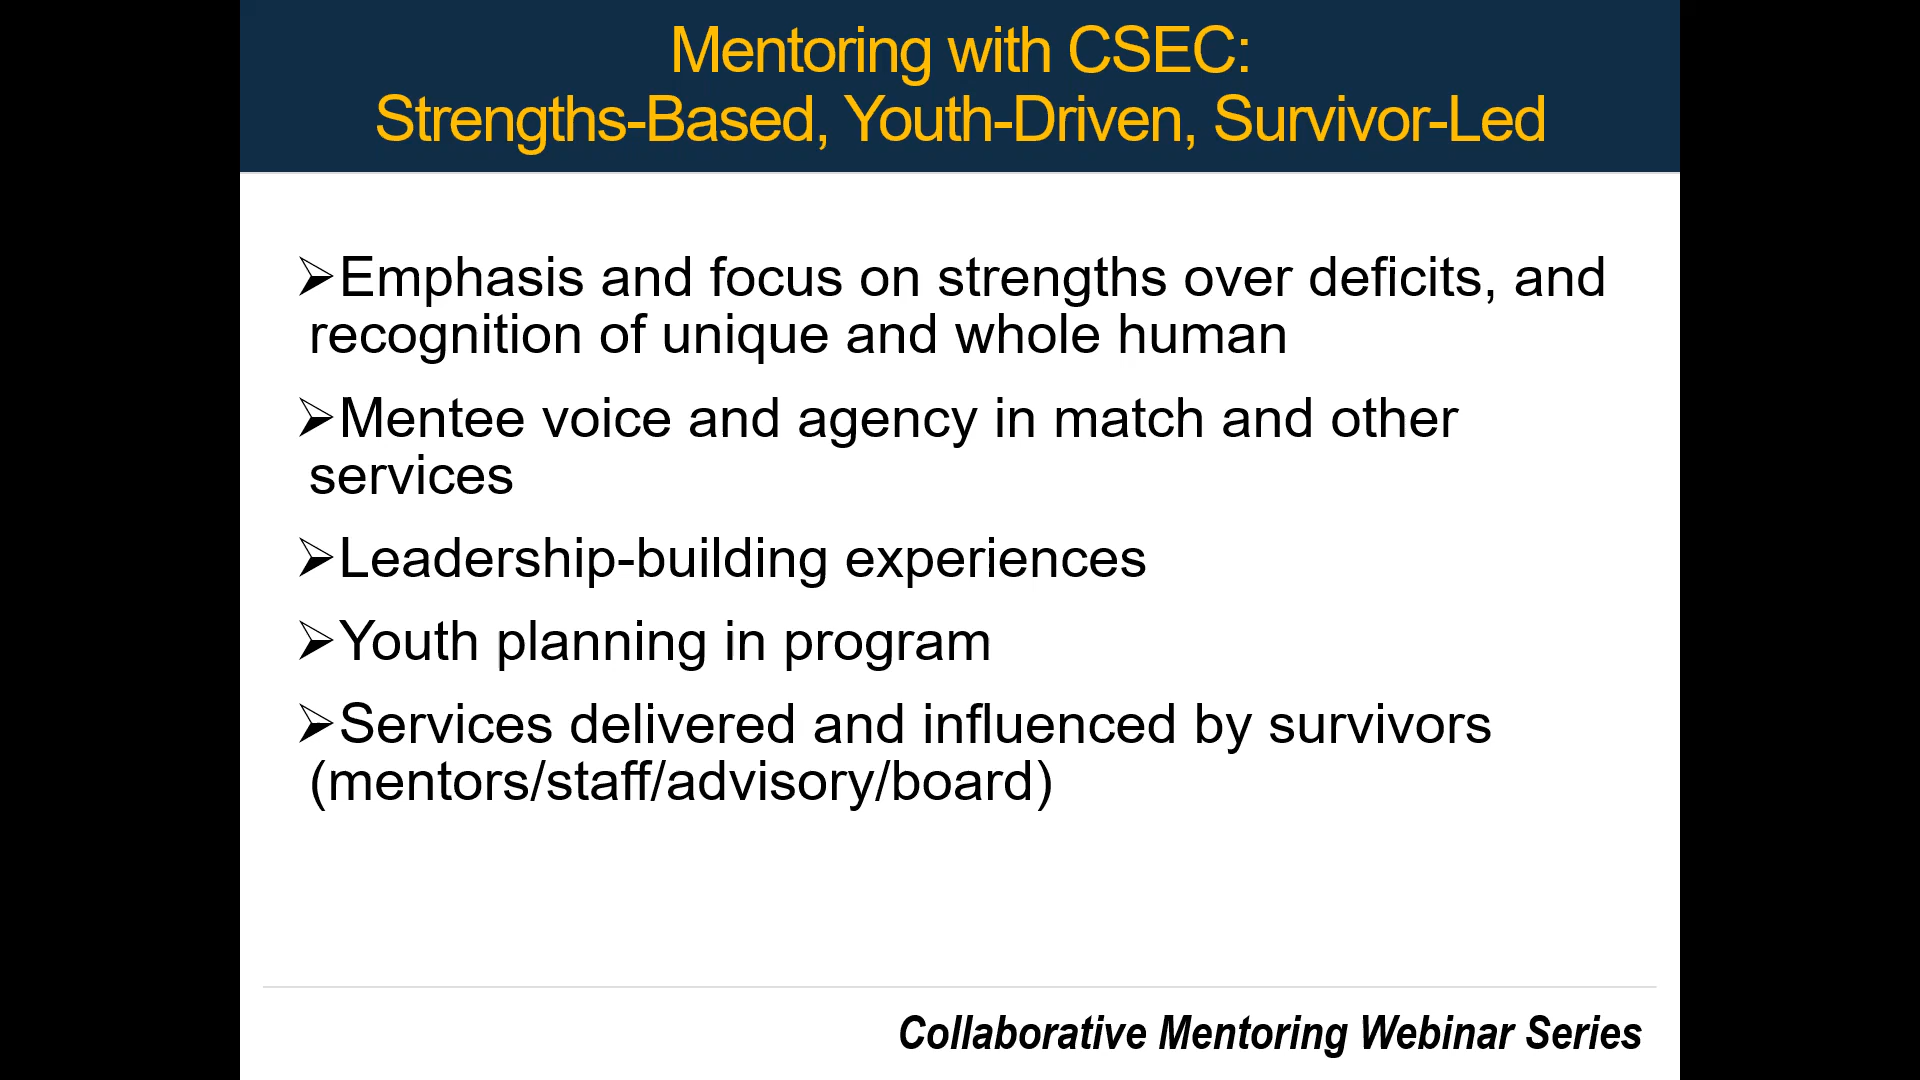 Mentoring with CSEC:
Strengths-Based, Youth-Driven, Survivor-Led
➢Emphasis and focus on strengths over deficits, and
recognition of unique and whole human
➢Mentee voice and agency in match and other
services
➢Leadership-building experiences
➢Youth planning in program
➢Services delivered and influenced by survivors
(mentors/staff/advisory/board)
Collaborative Mentoring Webinar Series